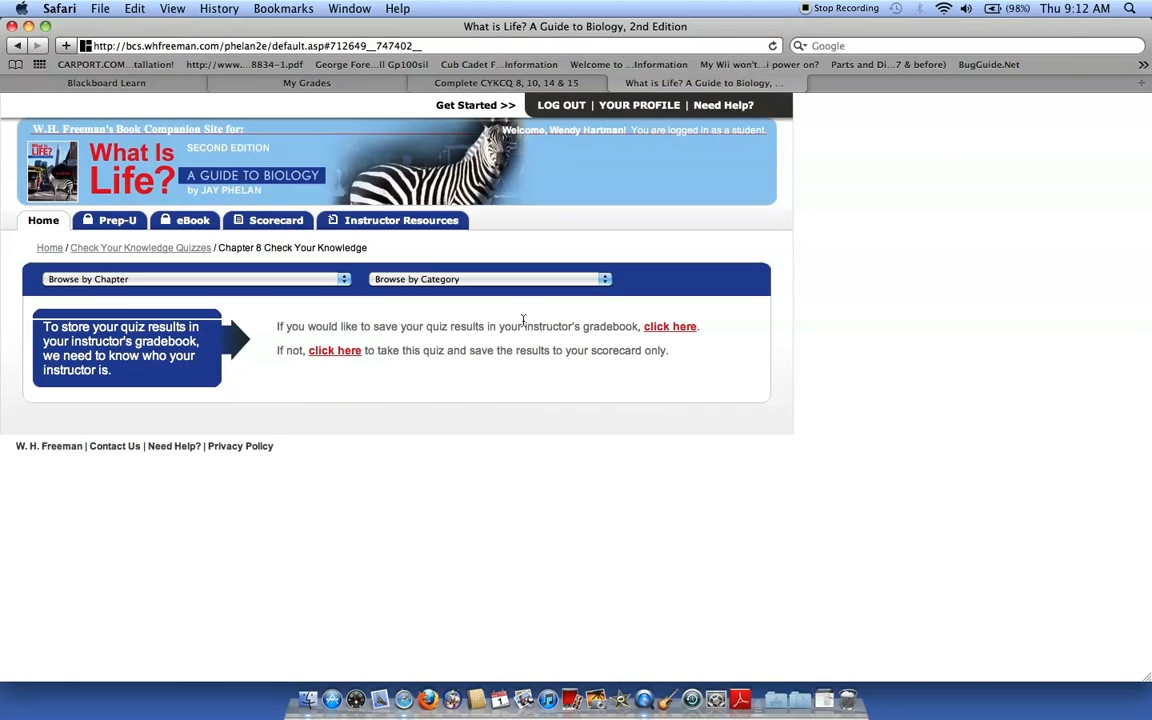 Safari File Edit View History Bookmarks Window Help Stop Recording (98%) Thu 9:12 AM
What is Life? A Guide to Biology, 2nd Edition
http://bcs.whfreeman.com/phelan2e/default.asp#712649__747402__ Google
CARPORT.COM...tallation! http://www....8834-1.pdf George Fore...ll Gp100sil Cub Cadet F...Information Welcome to ...Information My Wii won't...i power on? Parts and Di...7 & before) BugGuide.Net
Blackboard Learn My Grades Complete CYKCQ 8, 10, 14 & 15 What is Life? A Guide to Biology, ...
Get Started >> LOG OUT | YOUR PROFILE | Need Help?
W.H. Freeman's Book Companion Site for: Welcome, Wendy Hartman! You are logged in as a student.
What Is Life? SECOND EDITION
A GUIDE TO BIOLOGY
by JAY PHELAN
Home Prep-U eBook Scorecard Instructor Resources
Home / Check Your Knowledge Quizzes / Chapter 8 Check Your Knowledge
Browse by Chapter Browse by Category
To store your quiz results in
your instructor's gradebook,
we need to know who your
instructor is.
If you would like to save your quiz results in your instructor's gradebook, click here.
If not, click here to take this quiz and save the results to your scorecard only.
W. H. Freeman | Contact Us | Need Help? | Privacy Policy